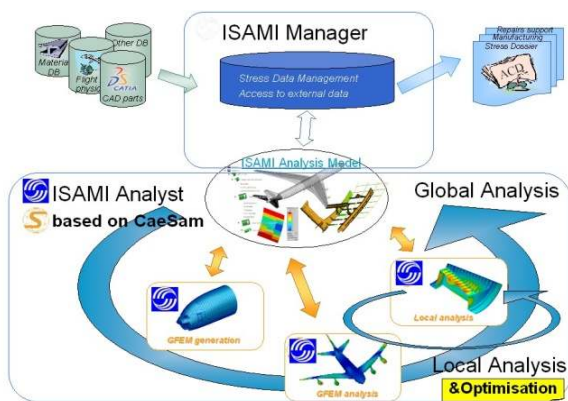 ISAMI Manager
Other DB
Material DB
Flight physic
CATIA
CAD parts
Stress Data Management
Access to external data
Repairs support
Manufacturing
Stress Dossier
ISAMI Analysis Model
ISAMI Analyst
based on CaeSam
Global Analysis
GFEM generation
GFEM analysis
Local analysis
Local Analysis
&Optimisation